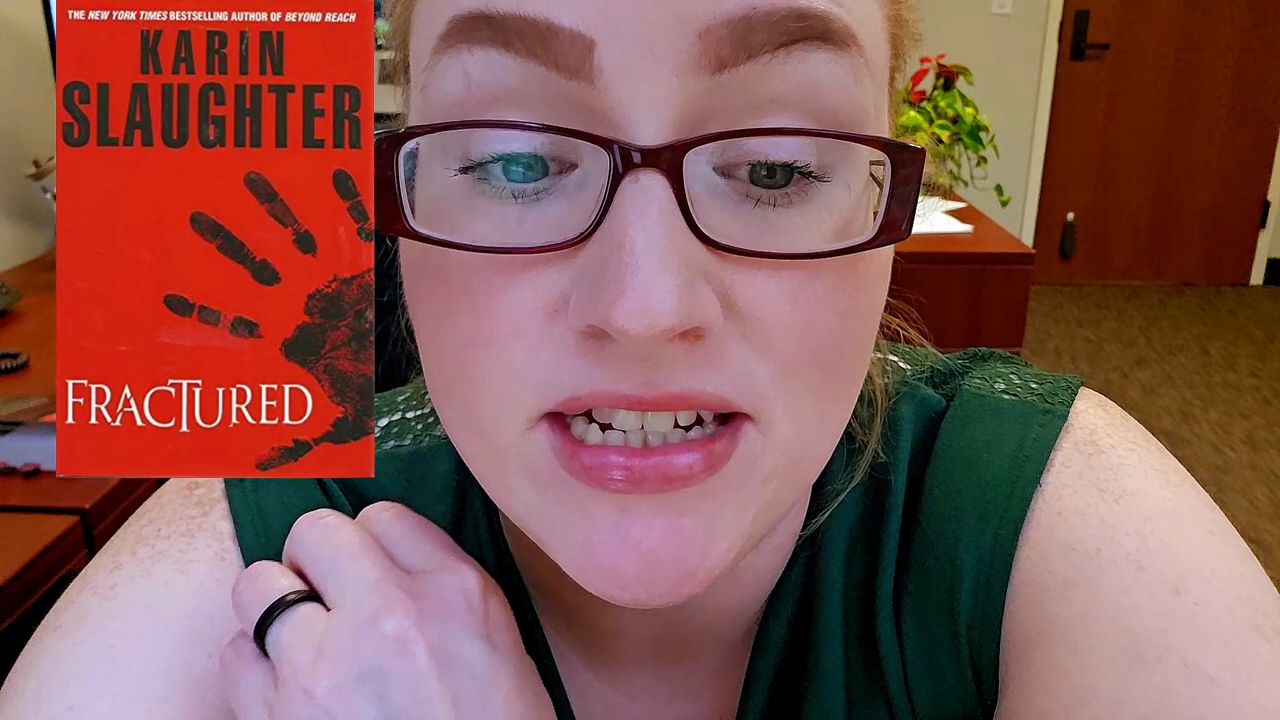 THE NEW YORK TIMES BESTSELLING AUTHOR OF BEYOND REACH
KARIN
SLAUGHTER
FRACTURED